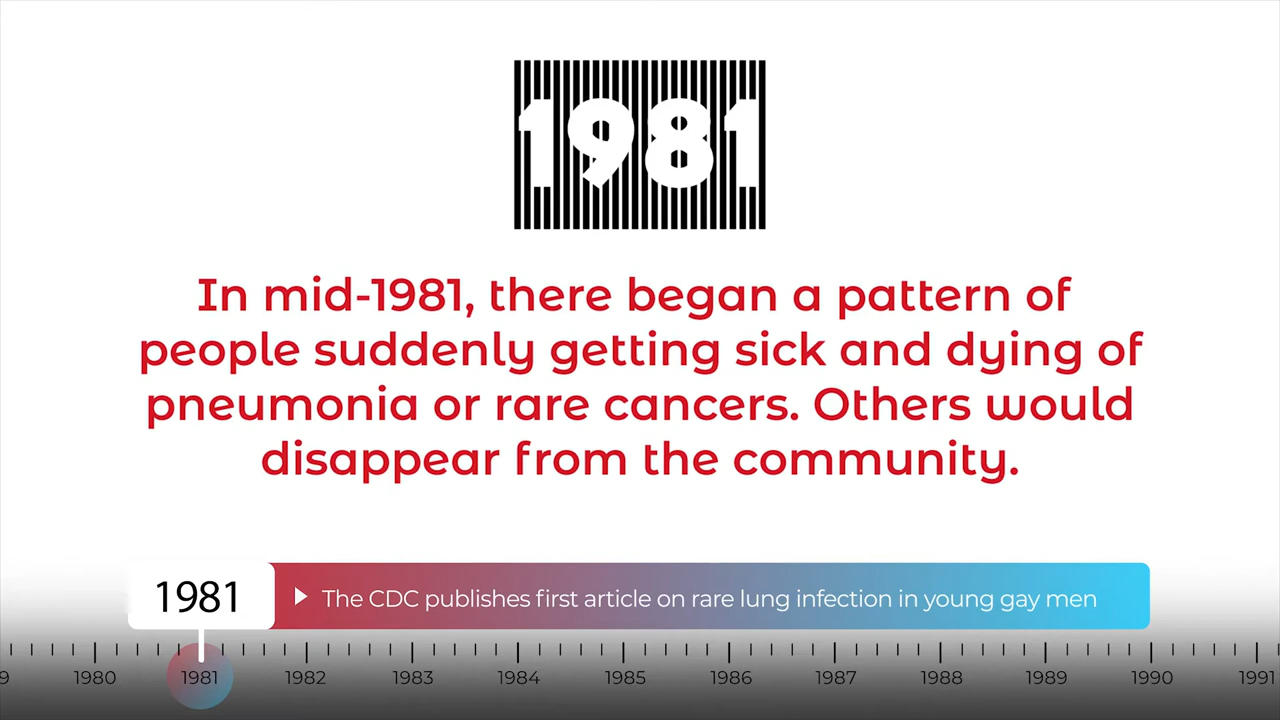 1981
In mid-1981, there began a pattern of
people suddenly getting sick and dying of
pneumonia or rare cancers. Others would
disappear from the community.
1981
The CDC publishes first article on rare lung infection in young gay men
9 1980 1981 1982 1983 1984 1985 1986 1987 1988 1989 1990 1991